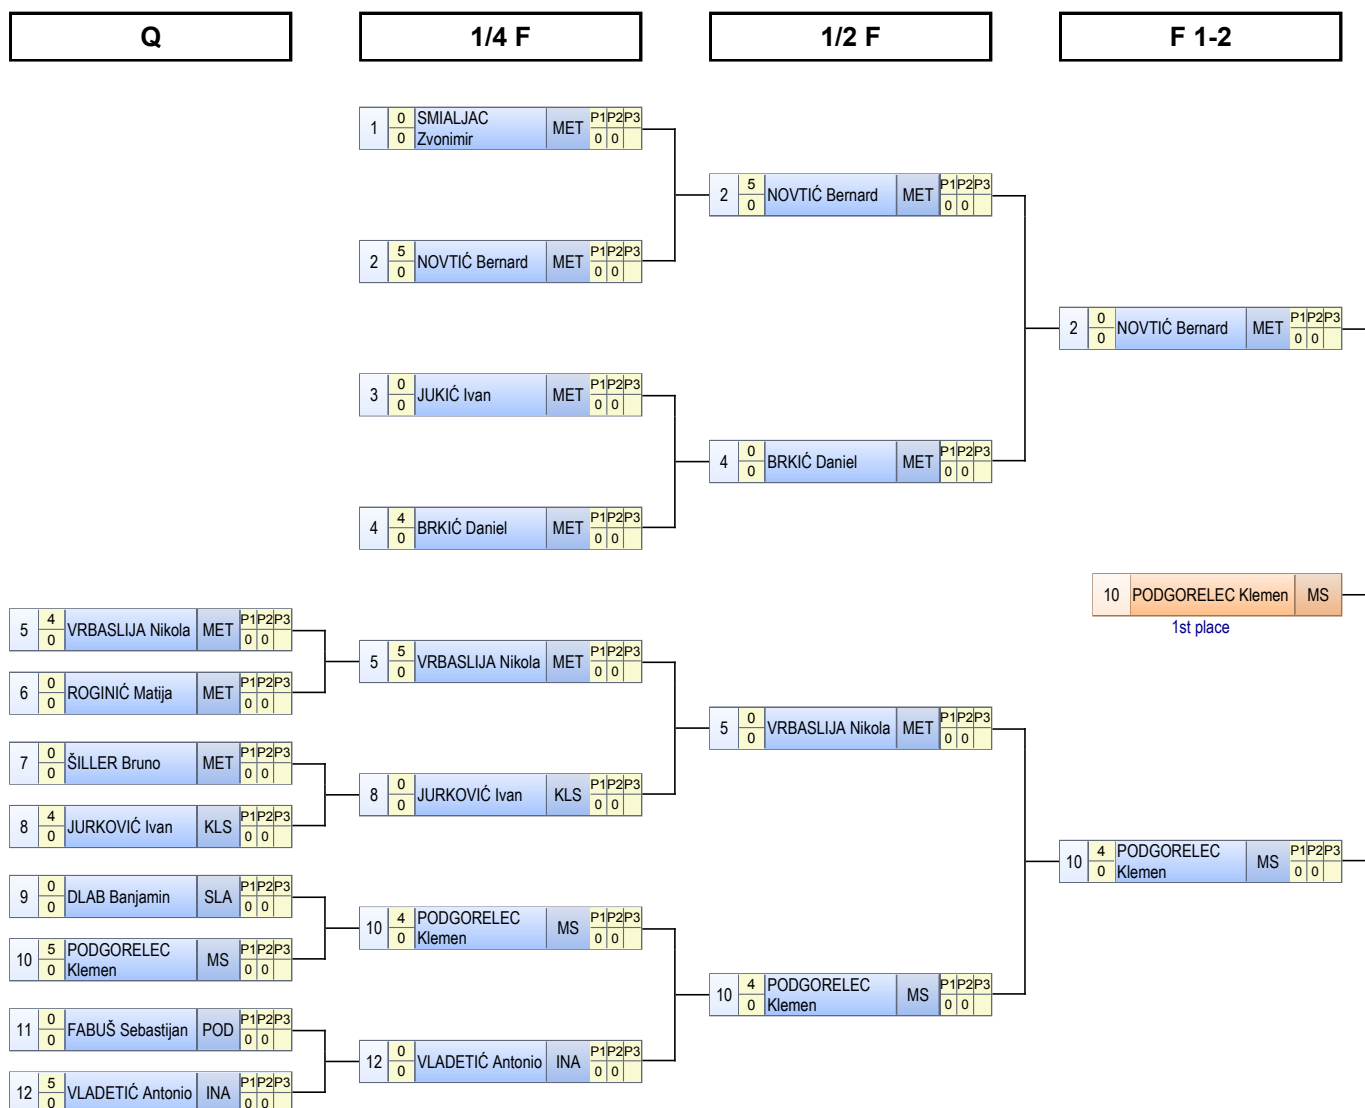 Q
1/4 F
1/2 F
F 1-2
1 0 0 SMIALJAC Zvonimir MET P1 P2 P3 0 0
2 5 0 NOVTIĆ Bernard MET P1 P2 P3 0 0
3 0 0 JUKIĆ Ivan MET P1 P2 P3 0 0
4 4 0 BRKIĆ Daniel MET P1 P2 P3 0 0
2 5 0 NOVTIĆ Bernard MET P1 P2 P3 0 0
4 0 0 BRKIĆ Daniel MET P1 P2 P3 0 0
2 0 0 NOVTIĆ Bernard MET P1 P2 P3 0 0
10 PODGORELEC Klemen MS
1st place
5 4 0 VRBASLIJA Nikola MET P1 P2 P3 0 0
6 0 0 ROGINIĆ Matija MET P1 P2 P3 0 0
7 0 0 ŠILLER Bruno MET P1 P2 P3 0 0
8 4 0 JURKOVIĆ Ivan KLS P1 P2 P3 0 0
9 0 0 DLAB Banjamin SLA P1 P2 P3 0 0
10 5 0 PODGORELEC Klemen MS P1 P2 P3 0 0
11 0 0 FABUŠ Sebastijan POD P1 P2 P3 0 0
12 5 0 VLADETIĆ Antonio INA P1 P2 P3 0 0
5 5 0 VRBASLIJA Nikola MET P1 P2 P3 0 0
8 0 0 JURKOVIĆ Ivan KLS P1 P2 P3 0 0
10 4 0 PODGORELEC Klemen MS P1 P2 P3 0 0
12 0 0 VLADETIĆ Antonio INA P1 P2 P3 0 0
5 0 0 VRBASLIJA Nikola MET P1 P2 P3 0 0
10 4 0 PODGORELEC Klemen MS P1 P2 P3 0 0
10 4 0 PODGORELEC Klemen MS P1 P2 P3 0 0